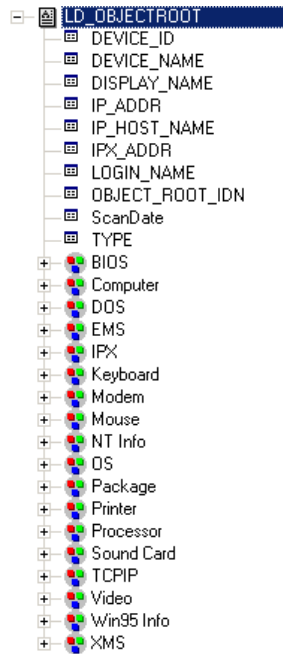 LD_OBJECTROOT
DEVICE_ID
DEVICE_NAME
DISPLAY_NAME
IP_ADDR
IP_HOST_NAME
IPX_ADDR
LOGIN_NAME
OBJECT_ROOT_IDN
ScanDate
TYPE
BIOS
Computer
DOS
EMS
IPX
Keyboard
Modem
Mouse
NT Info
OS
Package
Printer
Processor
Sound Card
TCPIP
Video
Win95 Info
XMS